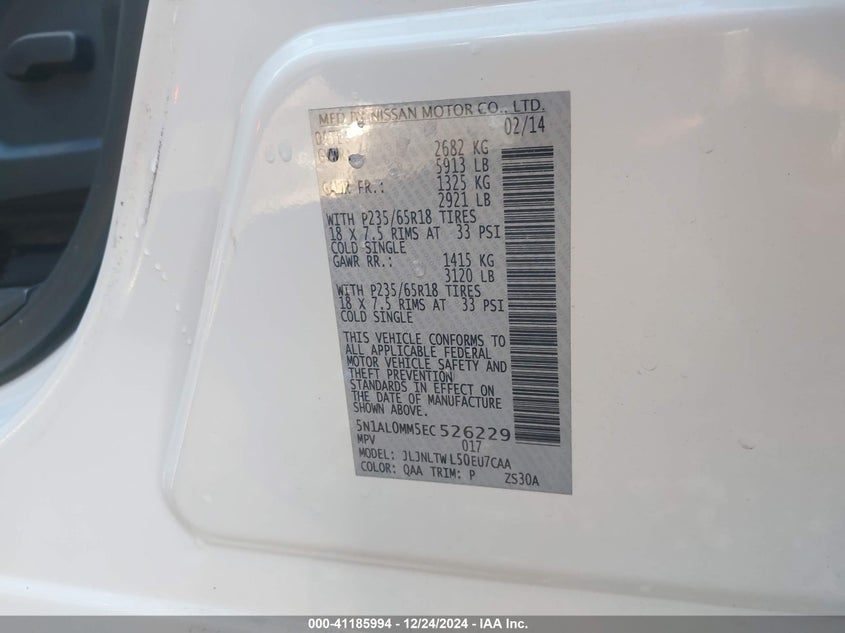 MFD BY NISSAN MOTOR CO., LTD.
02/14
2682 KG
5913 LB
GAWR FR.: 1325 KG
2921 LB
WITH P235/65R18 TIRES
18 X 7.5 RIMS AT 33 PSI
COLD SINGLE
GAWR RR.: 1415 KG
3120 LB
WITH P235/65R18 TIRES
18 X 7.5 RIMS AT 33 PSI
COLD SINGLE
THIS VEHICLE CONFORMS TO
ALL APPLICABLE FEDERAL
MOTOR VEHICLE SAFETY AND
THEFT PREVENTION
STANDARDS IN EFFECT ON
THE DATE OF MANUFACTURE
SHOWN ABOVE.
5N1AL0MM5EC526229
MPV 017
MODEL: JLJNLTWL50EU7CAA
COLOR: QAA TRIM: P ZS30A
000-41185994 • 12/24/2024 • IAA Inc.